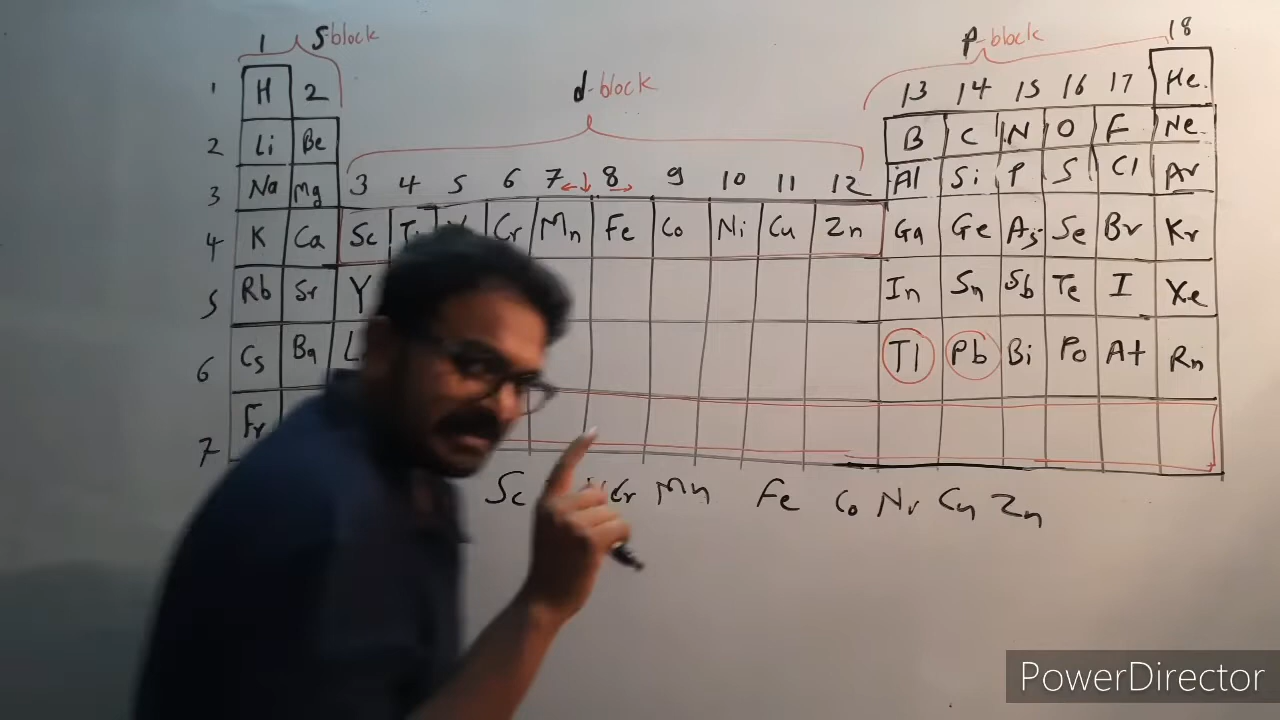 1 s-block p-block 18
1 H 2 d-block 13 14 15 16 17 He
2 Li Be B C N O F Ne
3 Na Mg 3 4 5 6 7 8 9 10 11 12 Al Si P S Cl Ar
4 K Ca Sc Cr Mn Fe Co Ni Cu Zn Ga Ge As Se Br Kr
5 Rb Sr Y In Sn Sb Te I Xe
6 Cs Ba Tl Pb Bi Po At Rn
7 Fr
Sc Cr Mn Fe Co Ni Cu Zn
PowerDirector